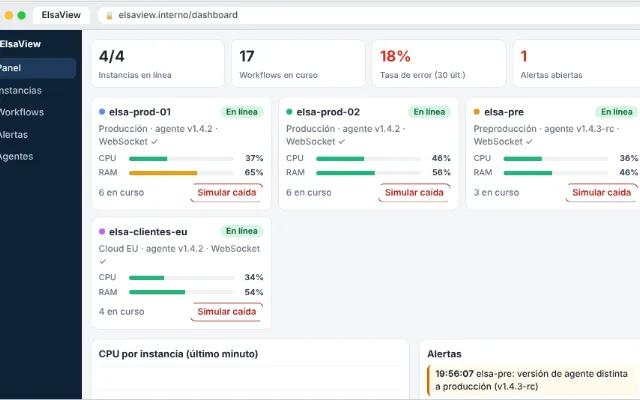 ElsaView
elsaview.interno/dashboard
ElsaView
Panel
Instancias
Workflows
Alertas
Agentes
4/4
Instancias en línea
17
Workflows en curso
18%
Tasa de error (30 últ.)
1
Alertas abiertas
elsa-prod-01
En línea
Producción · agente v1.4.2 ·
WebSocket ✓
CPU 37%
RAM 65%
6 en curso
Simular caída
elsa-prod-02
En línea
Producción · agente v1.4.2 ·
WebSocket ✓
CPU 46%
RAM 56%
6 en curso
Simular caída
elsa-pre
En línea
Preproducción · agente v1.4.3-rc ·
WebSocket ✓
CPU 36%
RAM 46%
3 en curso
Simular caída
elsa-clientes-eu
En línea
Cloud EU · agente v1.4.2 · WebSocket
✓
CPU 34%
RAM 54%
4 en curso
Simular caída
CPU por instancia (último minuto)
Alertas
19:56:07 elsa-pre: versión de agente distinta
a producción (v1.4.3-rc)